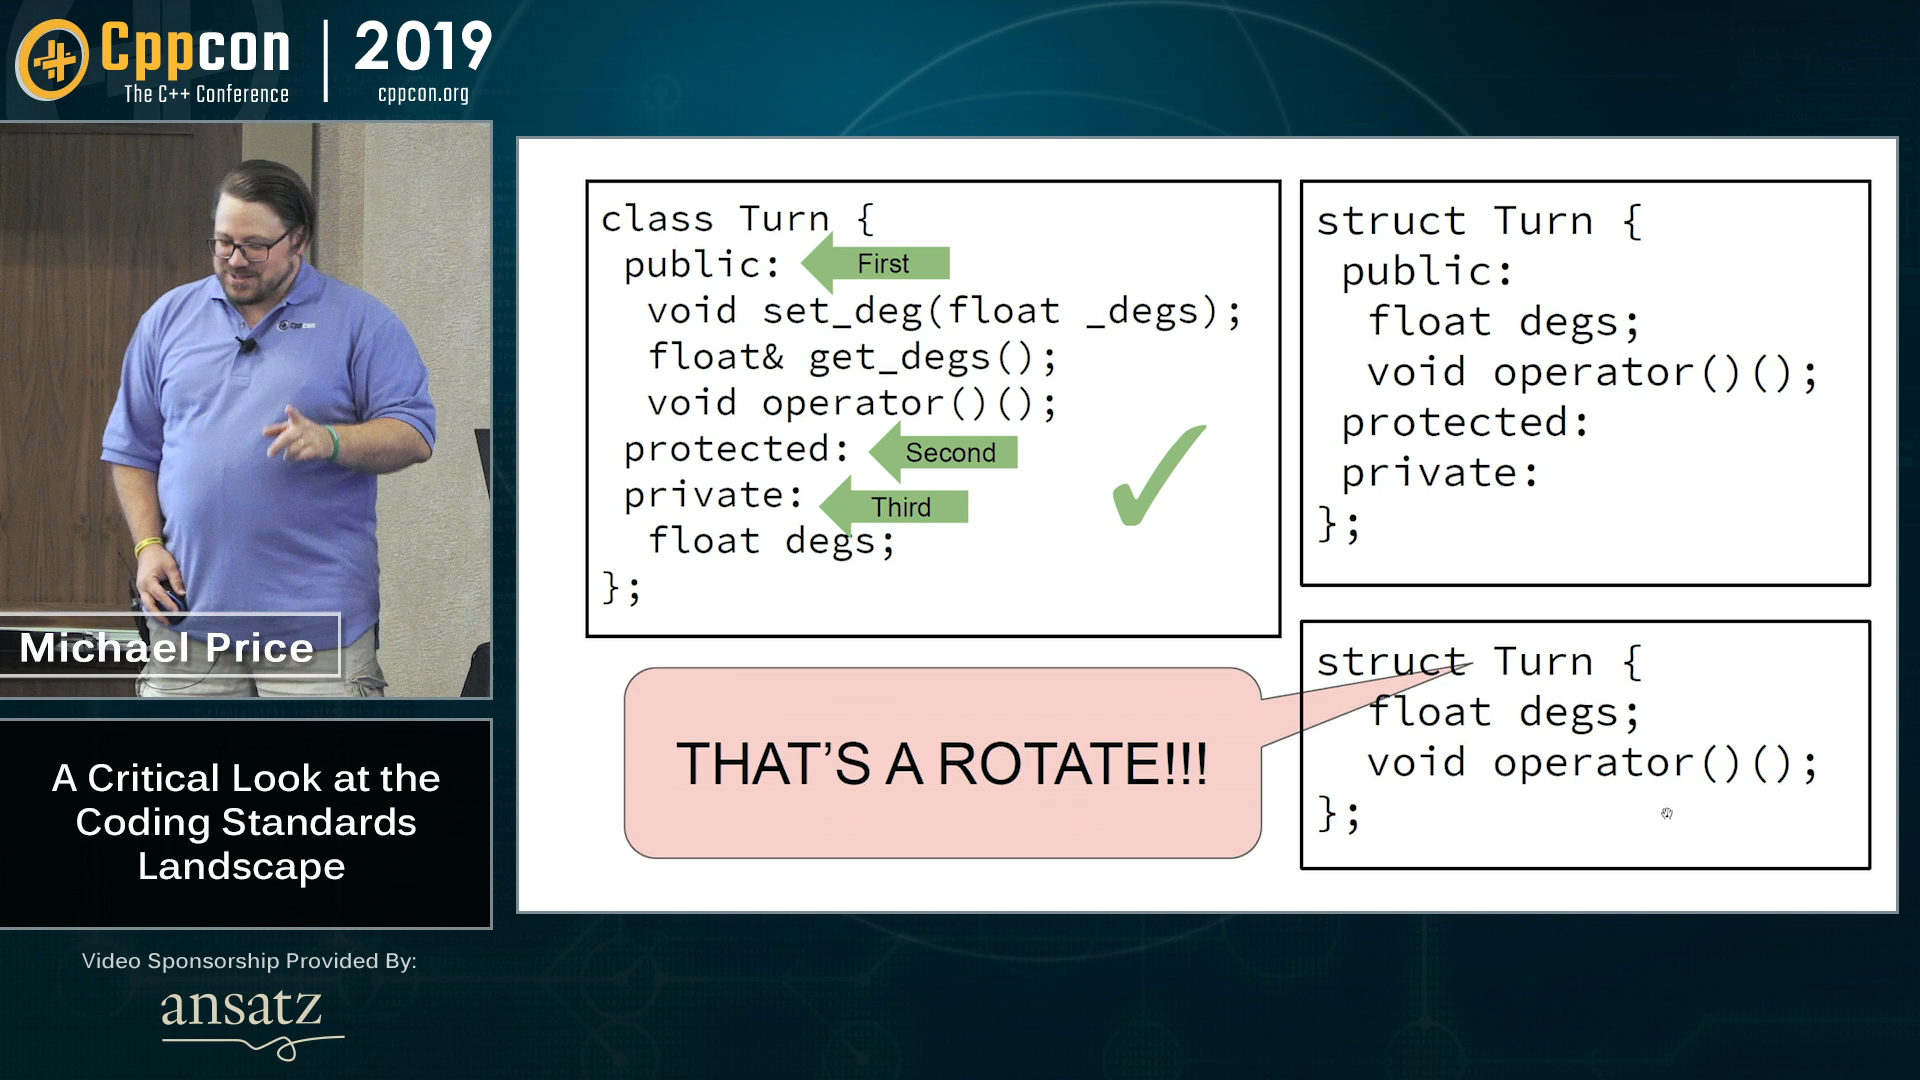 Cppcon
The C++ Conference
2019
cppcon.org
Cppcon
Michael Price
A Critical Look at the
Coding Standards
Landscape
Video Sponsorship Provided By:
ansatz
class Turn {
public:
First
void set_deg(float _degs);
float& get_degs();
void operator()();
protected:
Second
private:
Third
float degs;
};
struct Turn {
public:
float degs;
void operator()();
protected:
private:
};
THAT'S A ROTATE!!!
struct Turn {
float degs;
void operator()();
};